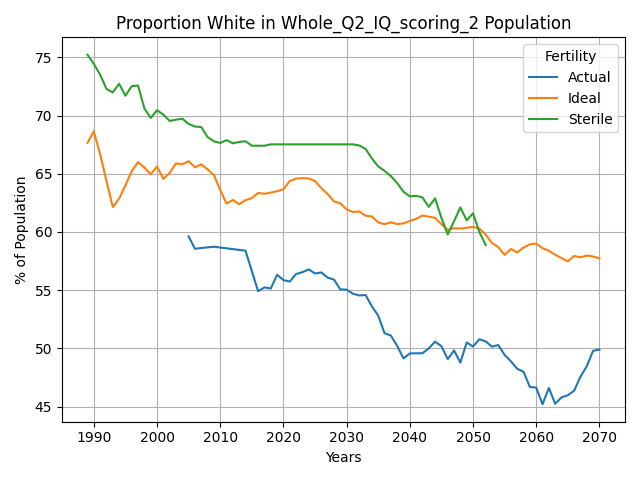 Proportion White in Whole_Q2_IQ_scoring_2 Population
Fertility
Actual
Ideal
Sterile
% of Population
75
70
65
60
55
50
45
1990
2000
2010
2020
2030
2040
2050
2060
2070
Years